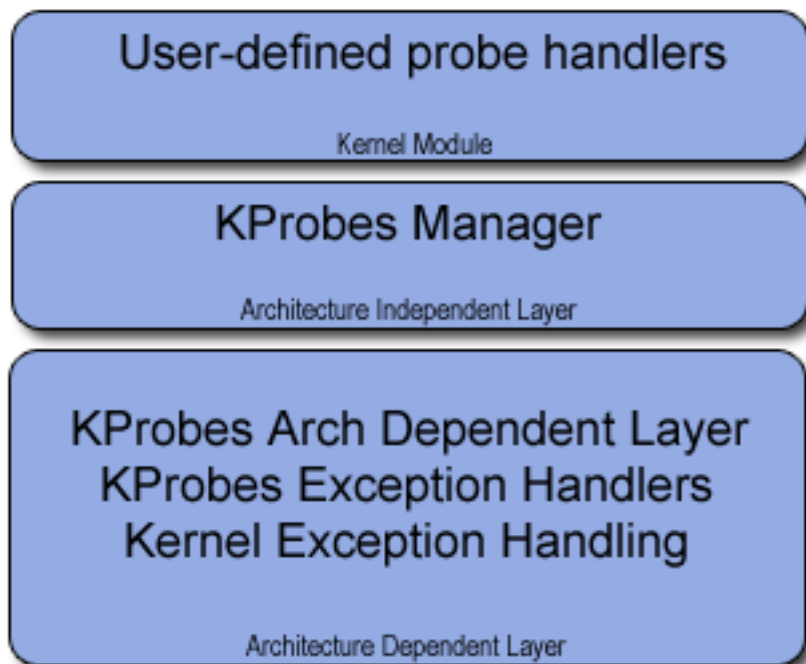 User-defined probe handlers
Kernel Module
KProbes Manager
Architecture Independent Layer
KProbes Arch Dependent Layer
KProbes Exception Handlers
Kernel Exception Handling
Architecture Dependent Layer